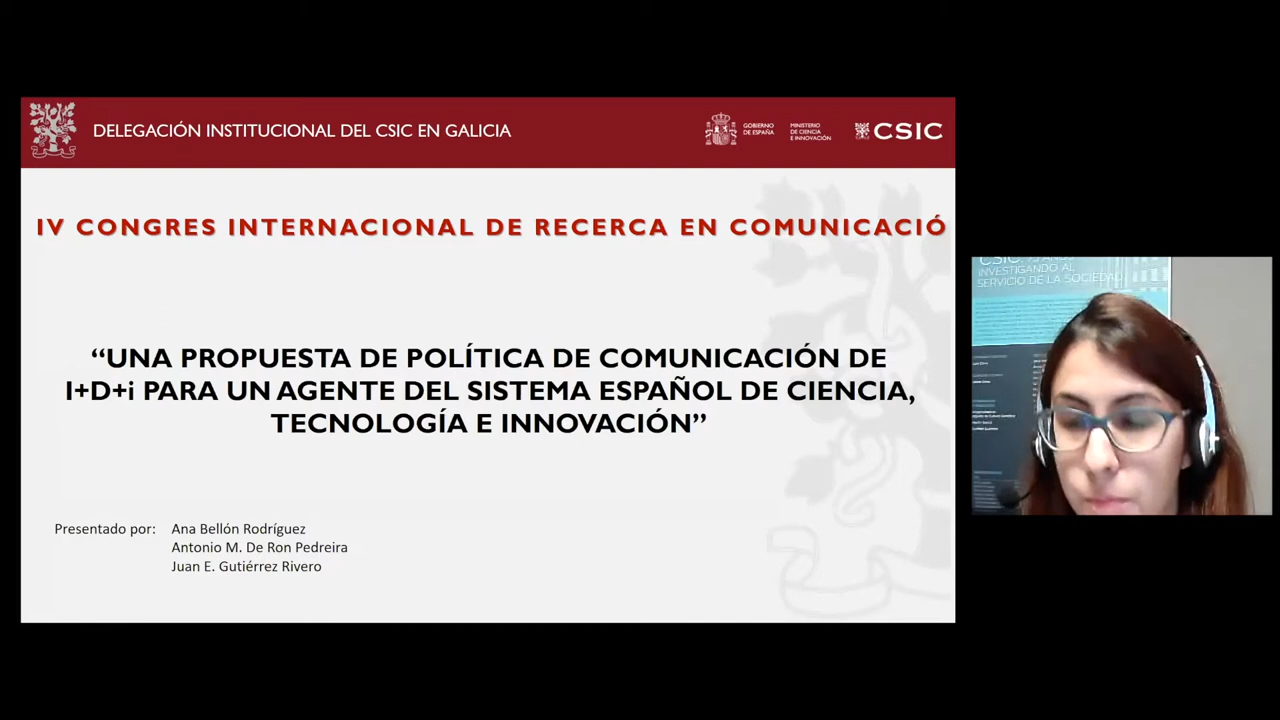 DELEGACIÓN INSTITUCIONAL DEL CSIC EN GALICIA
GOBIERNO
DE ESPAÑA
MINISTERIO
DE CIENCIA
E INNOVACIÓN
CSIC
IV CONGRES INTERNACIONAL DE RECERCA EN COMUNICACIÓ
“UNA PROPUESTA DE POLÍTICA DE COMUNICACIÓN DE
I+D+i PARA UN AGENTE DEL SISTEMA ESPAÑOL DE CIENCIA,
TECNOLOGÍA E INNOVACIÓN”
Presentado por: Ana Bellón Rodríguez
Antonio M. De Ron Pedreira
Juan E. Gutiérrez Rivero
INVESTIGANDO AL
SERVICIO DE LA SOCIEDAD